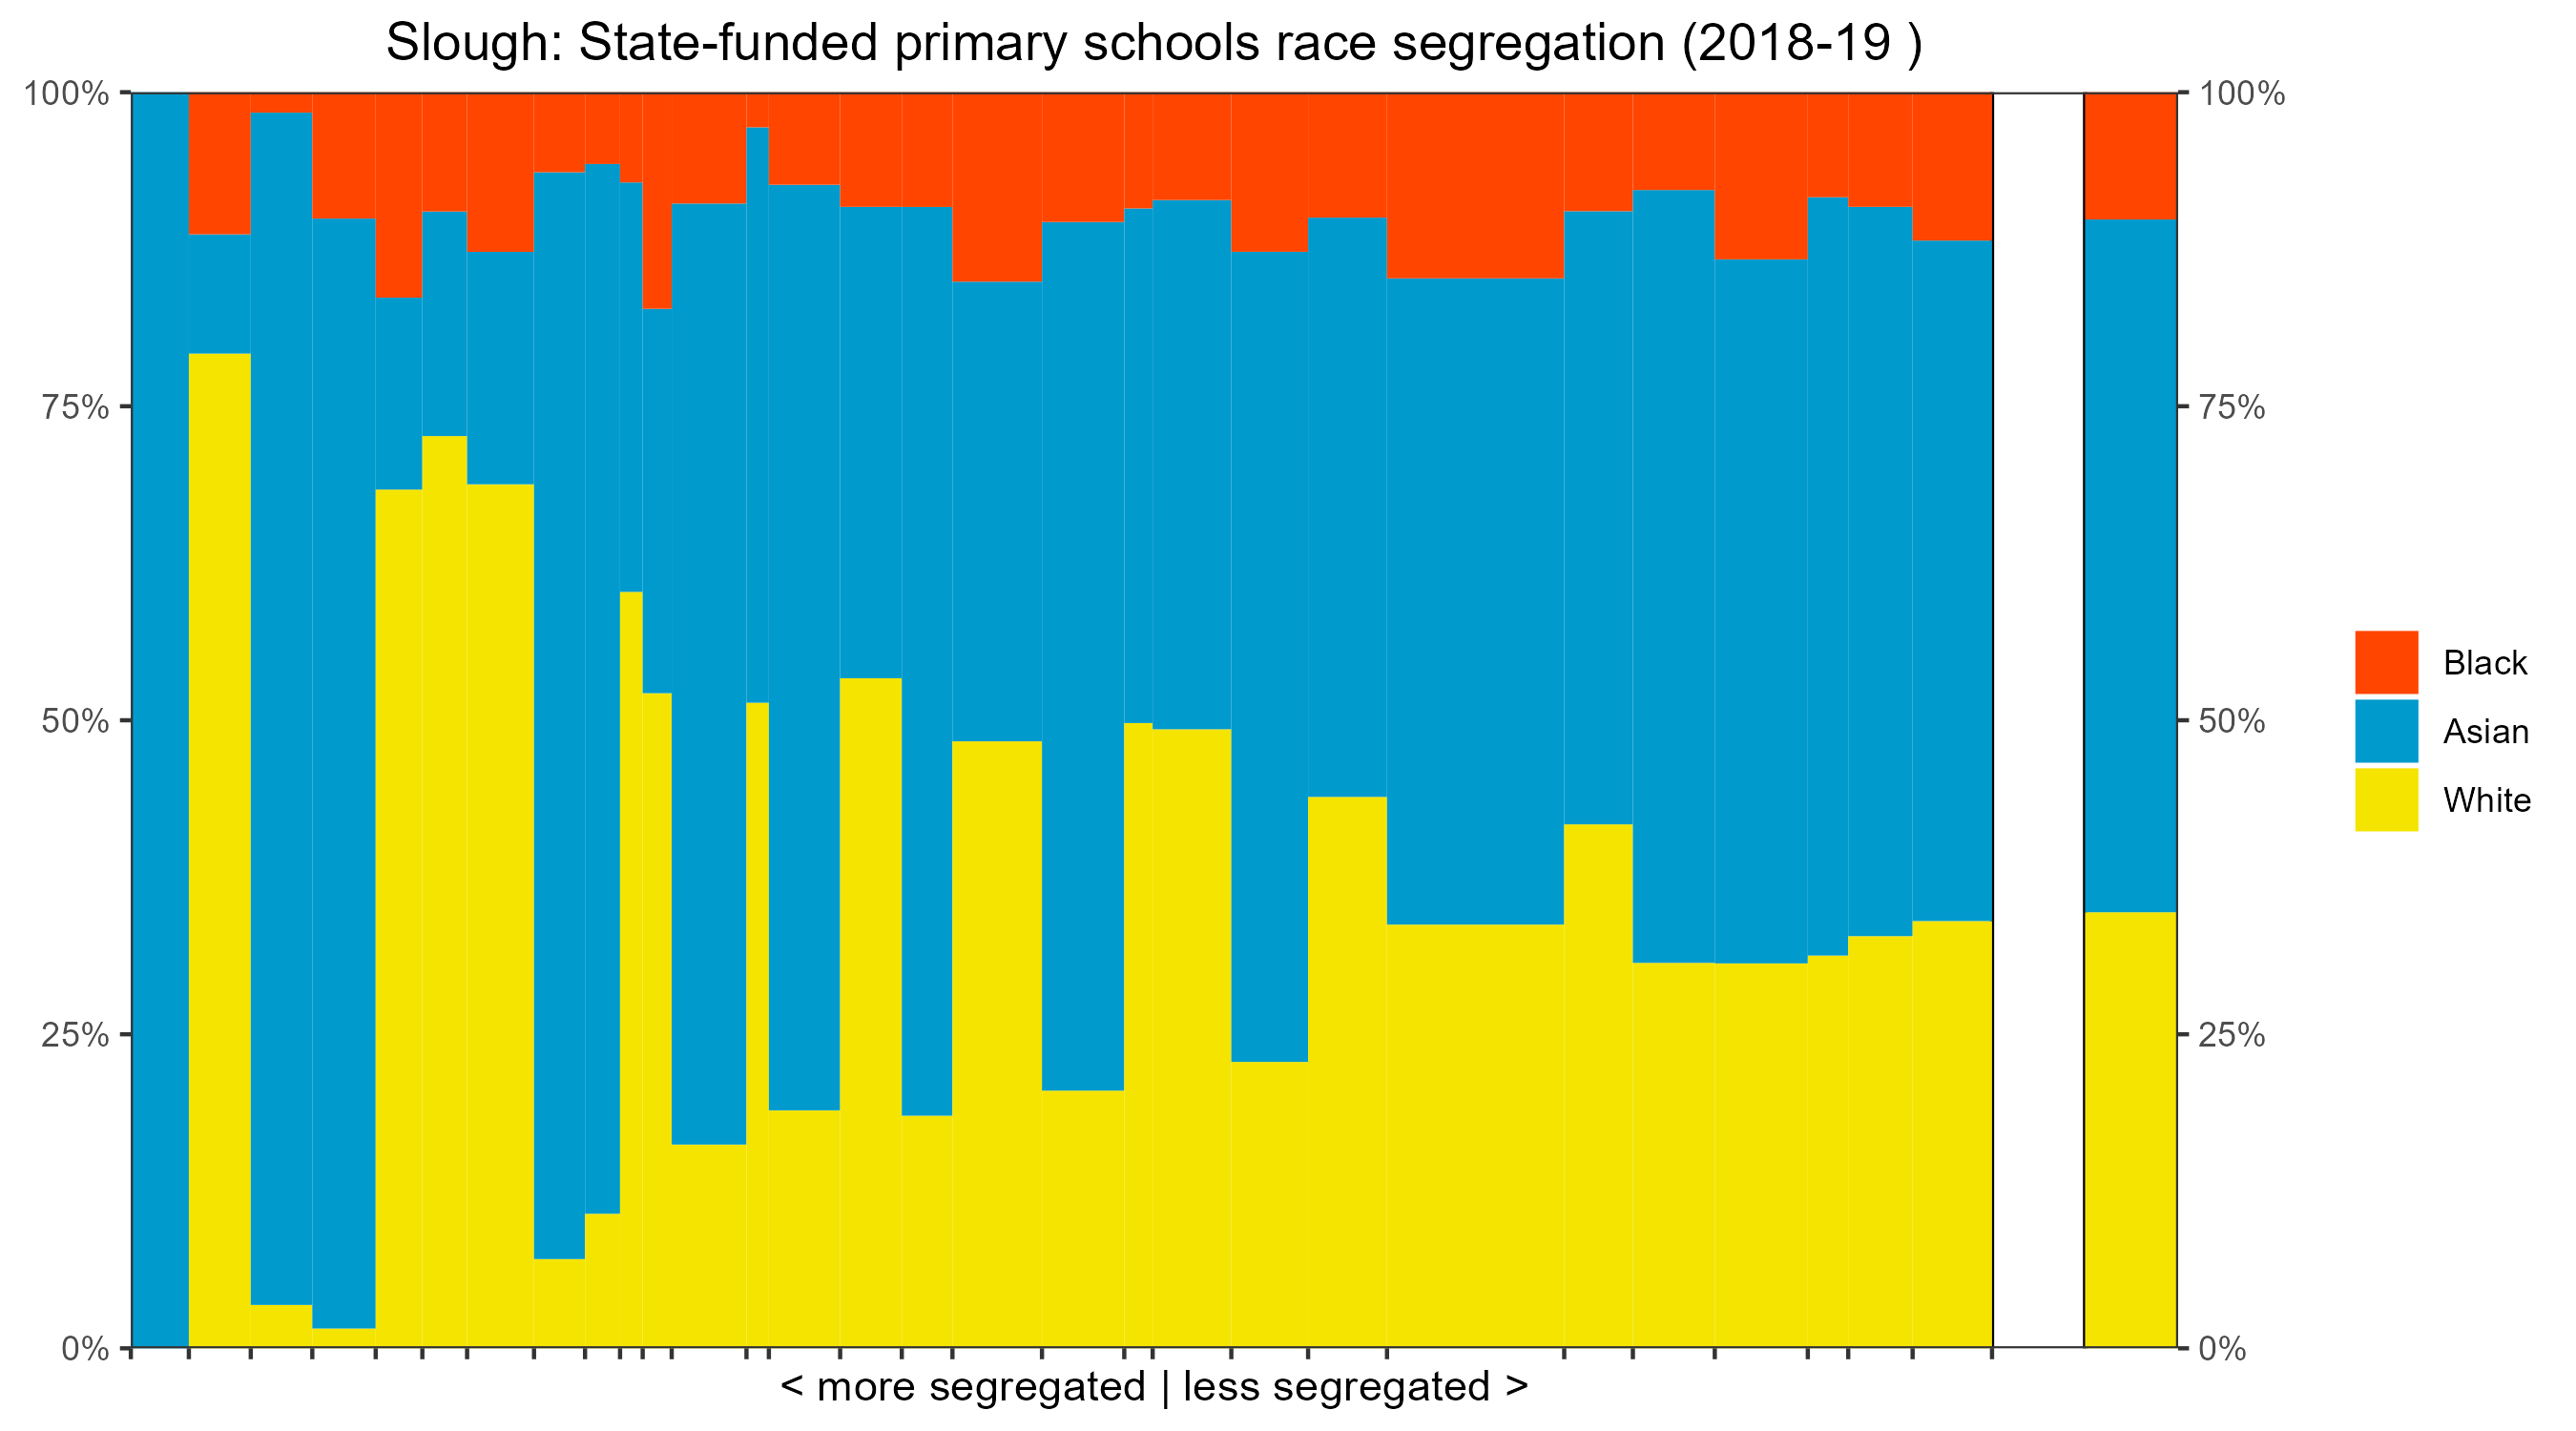 Slough: State-funded primary schools race segregation (2018-19 )
100%
75%
50%
25%
0%
100%
75%
50%
25%
0%
Black
Asian
White
< more segregated | less segregated >